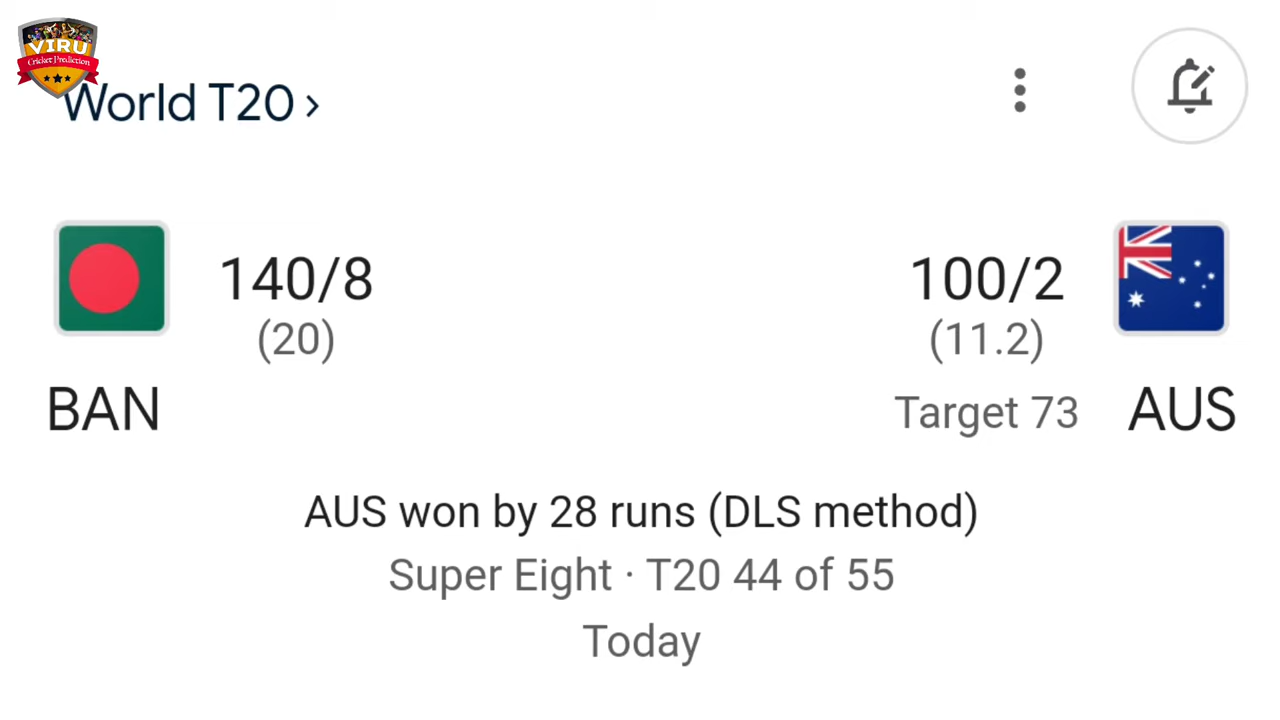 VIRU
Cricket Prediction
World T20 ›
140/8
(20)
BAN
100/2
(11.2)
Target 73
AUS
AUS won by 28 runs (DLS method)
Super Eight · T20 44 of 55
Today